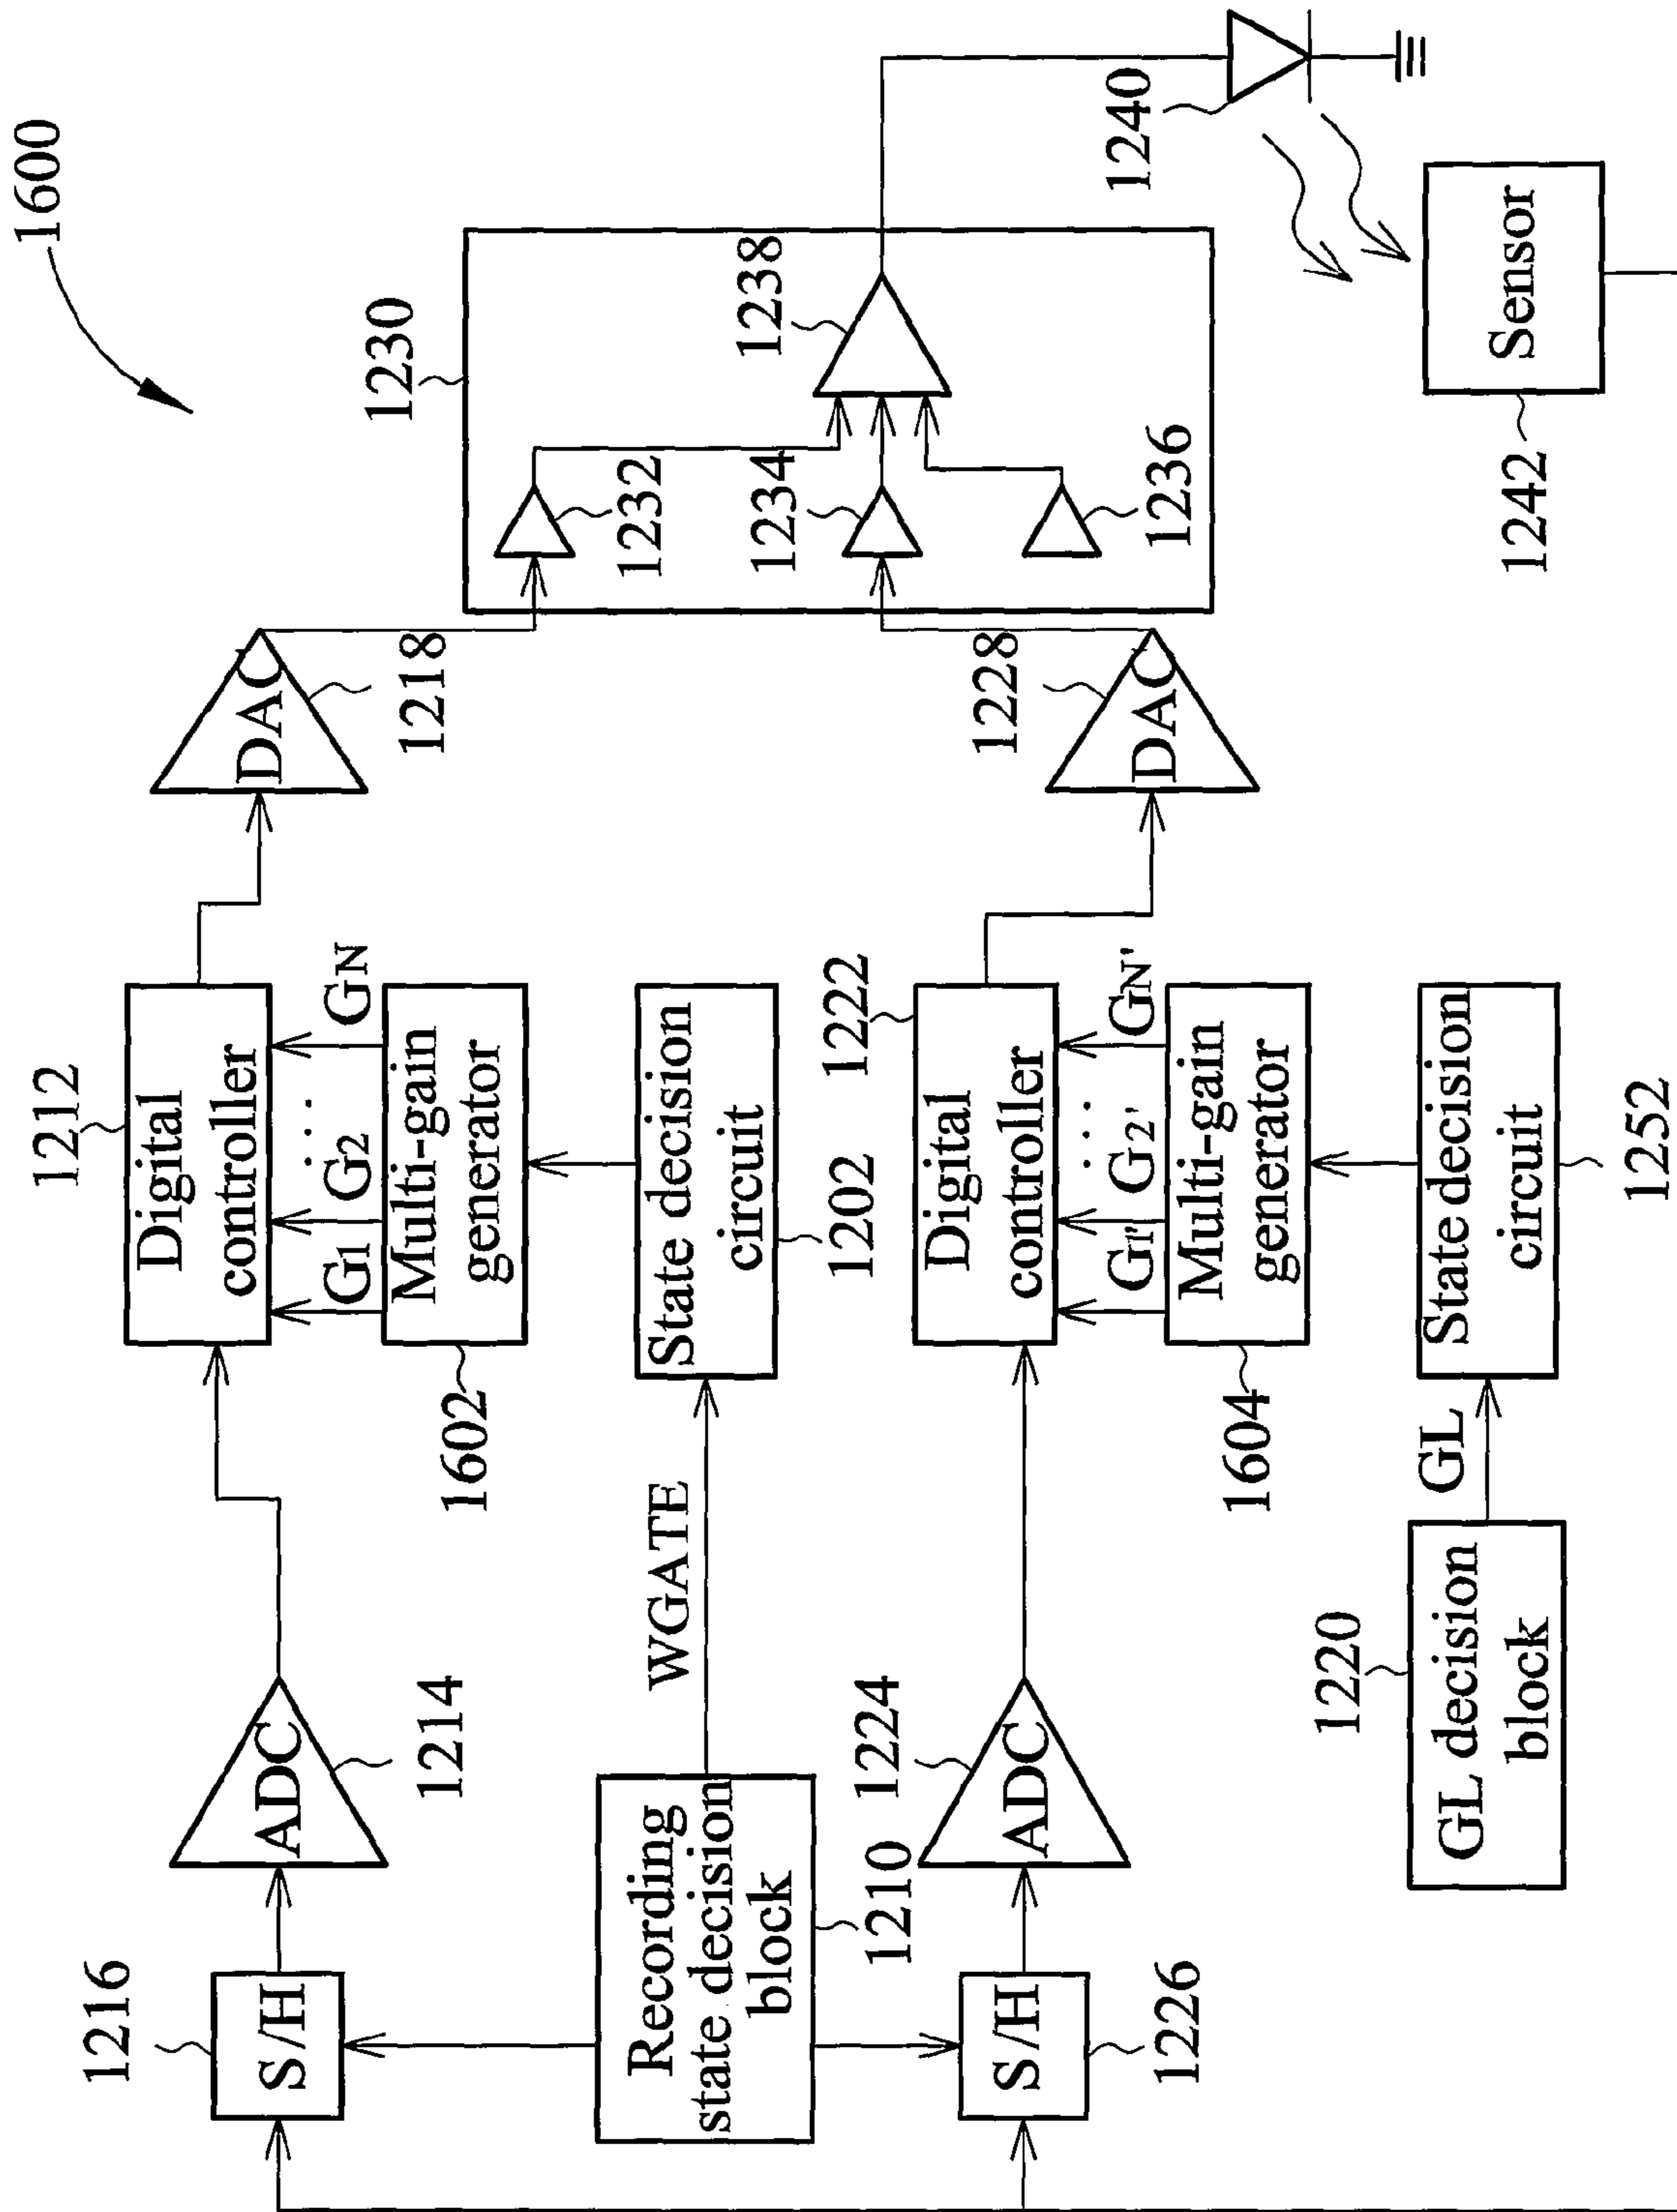 1600
1216
S/H
1214
ADC
1212
Digital
controller
G1
G2
...
GN
1602
Multi-gain
generator
1218
DAC
1210
Recording
state decision
block
WGATE
State decision
circuit
1202
1230
1232
1234
1236
1238
1240
1226
S/H
1224
ADC
1222
Digital
controller
G1'
G2'
...
GN'
1604
Multi-gain
generator
1228
DAC
1220
GL decision
block
GL
State decision
circuit
1252
1242
Sensor